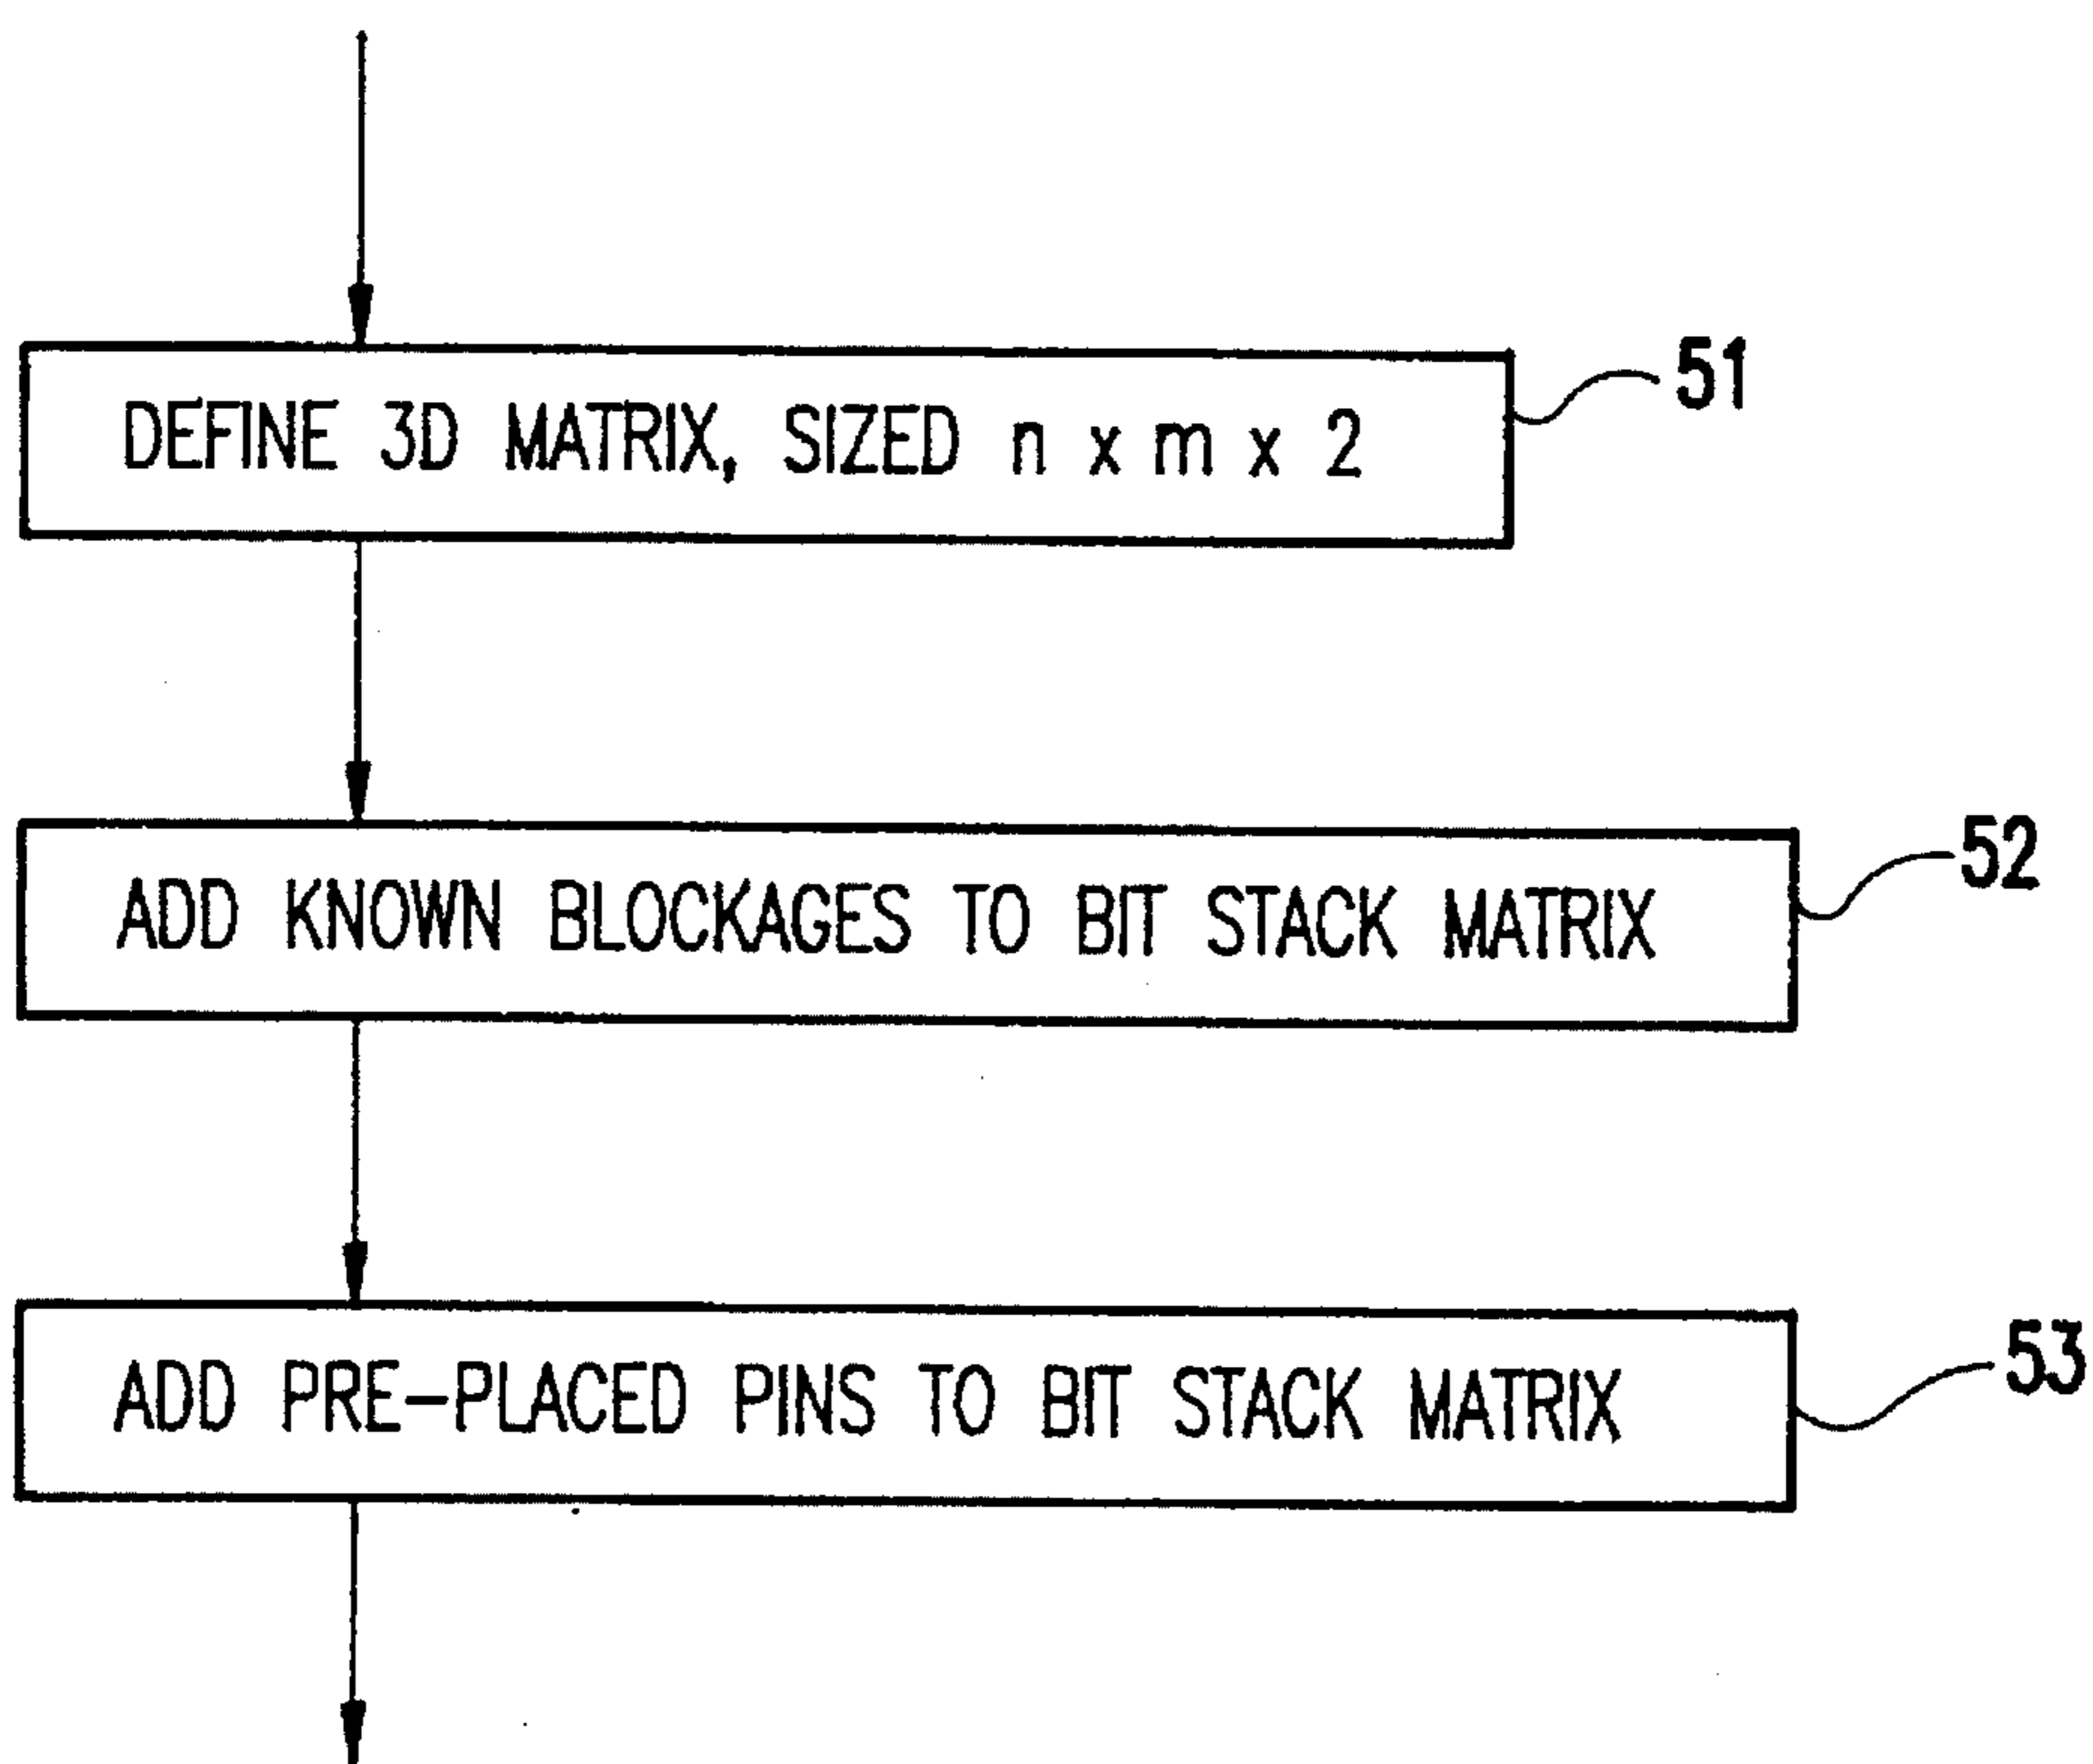 DEFINE 3D MATRIX, SIZED n x m x 2
51
ADD KNOWN BLOCKAGES TO BIT STACK MATRIX
52
ADD PRE-PLACED PINS TO BIT STACK MATRIX
53